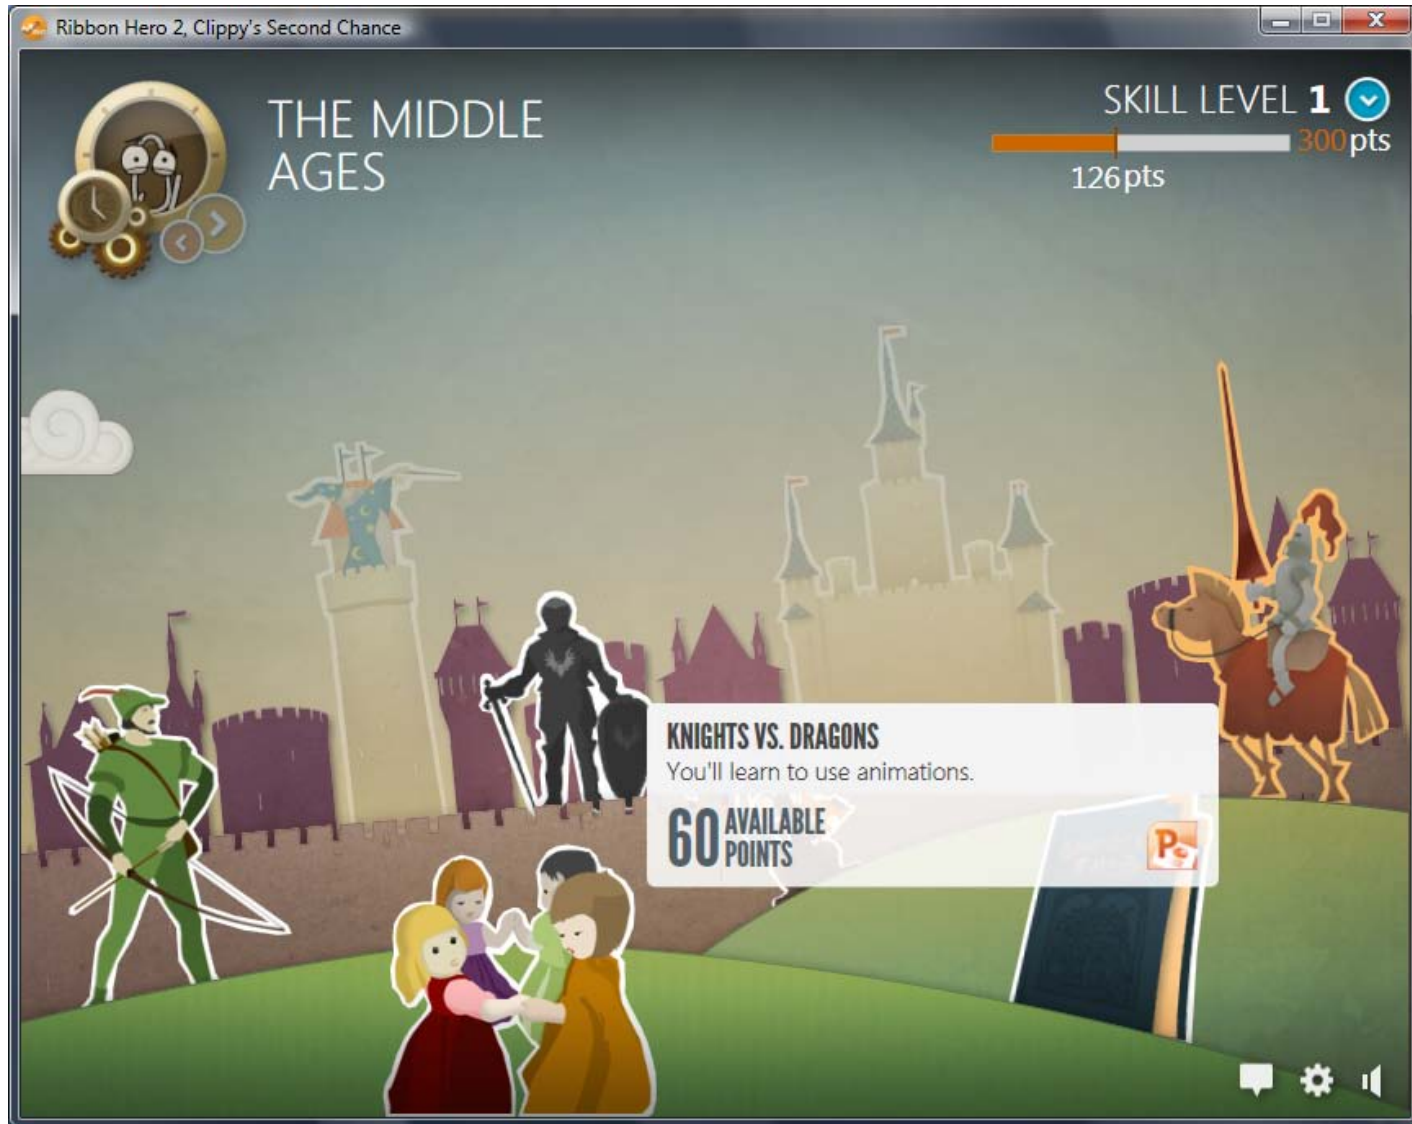 Ribbon Hero 2, Clippy's Second Chance
THE MIDDLE
AGES
SKILL LEVEL 1
300pts
126pts
KNIGHTS VS. DRAGONS
You'll learn to use animations.
60 AVAILABLE
POINTS
P